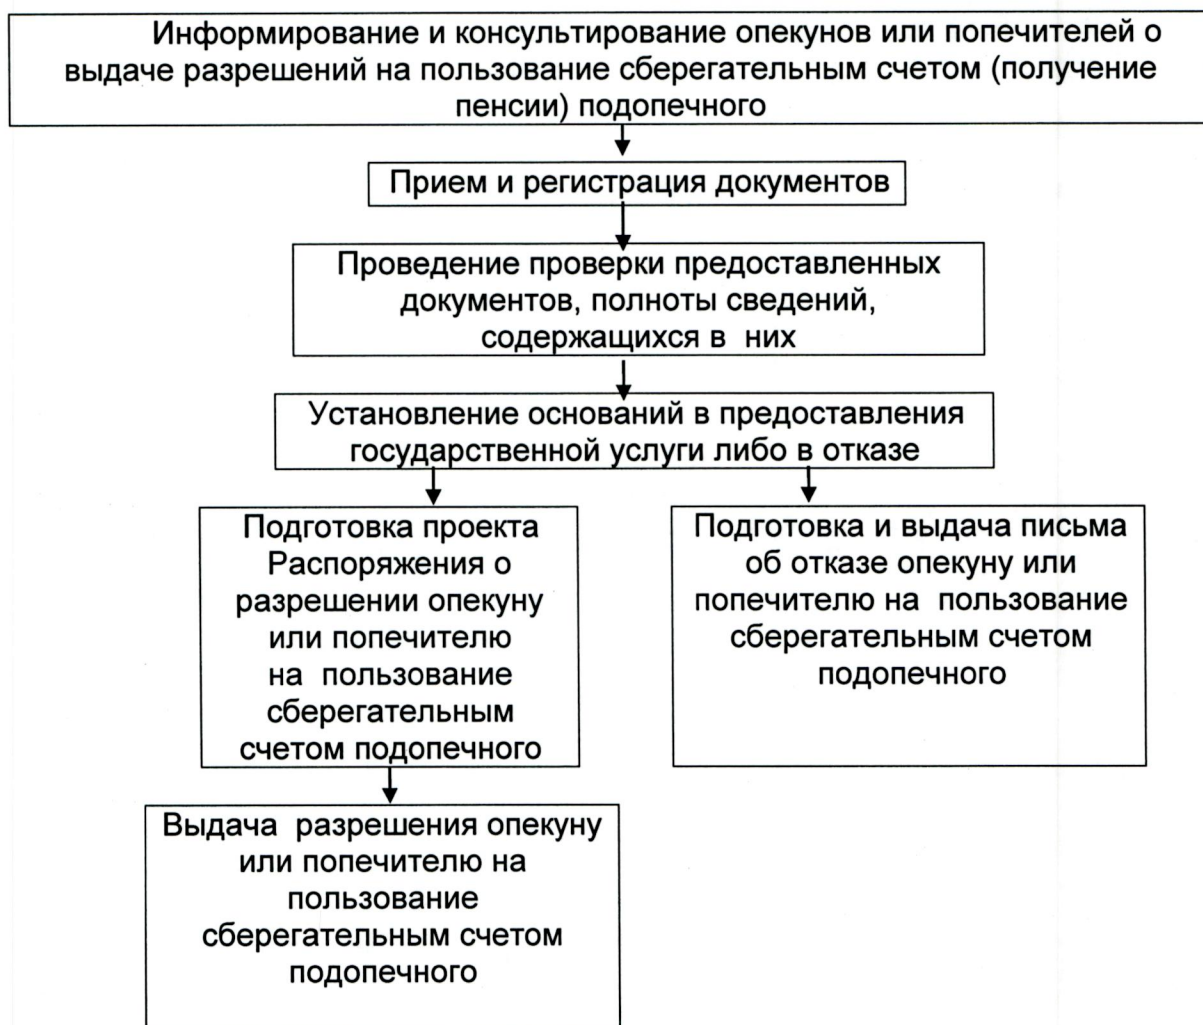 Информирование и консультирование опекунов или попечителей о
выдаче разрешений на пользование сберегательным счетом (получение
пенсии) подопечного
Прием и регистрация документов
Проведение проверки предоставленных
документов, полноты сведений,
содержащихся в них
Установление оснований в предоставления
государственной услуги либо в отказе
Подготовка проекта
Распоряжения о
разрешении опекуну
или попечителю
на пользование
сберегательным
счетом подопечного
Подготовка и выдача письма
об отказе опекуну или
попечителю на пользование
сберегательным счетом
подопечного
Выдача разрешения опекуну
или попечителю на
пользование
сберегательным счетом
подопечного